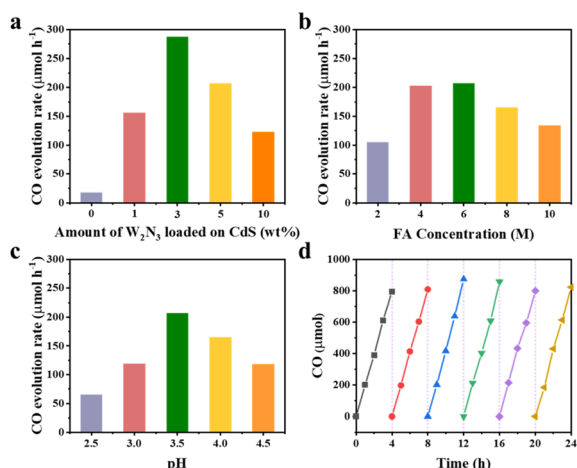 a
CO evolution rate (μmol h⁻¹)
300
250
200
150
100
50
0
0 1 3 5 10
Amount of W₂N₃ loaded on CdS (wt%)
b
CO evolution rate (μmol h⁻¹)
300
250
200
150
100
50
0
2 4 6 8 10
FA Concentration (M)
c
CO evolution rate (μmol h⁻¹)
300
250
200
150
100
50
0
2.5 3.0 3.5 4.0 4.5
pH
d
CO (μmol)
1000
800
600
400
200
0
0 4 8 12 16 20 24
Time (h)